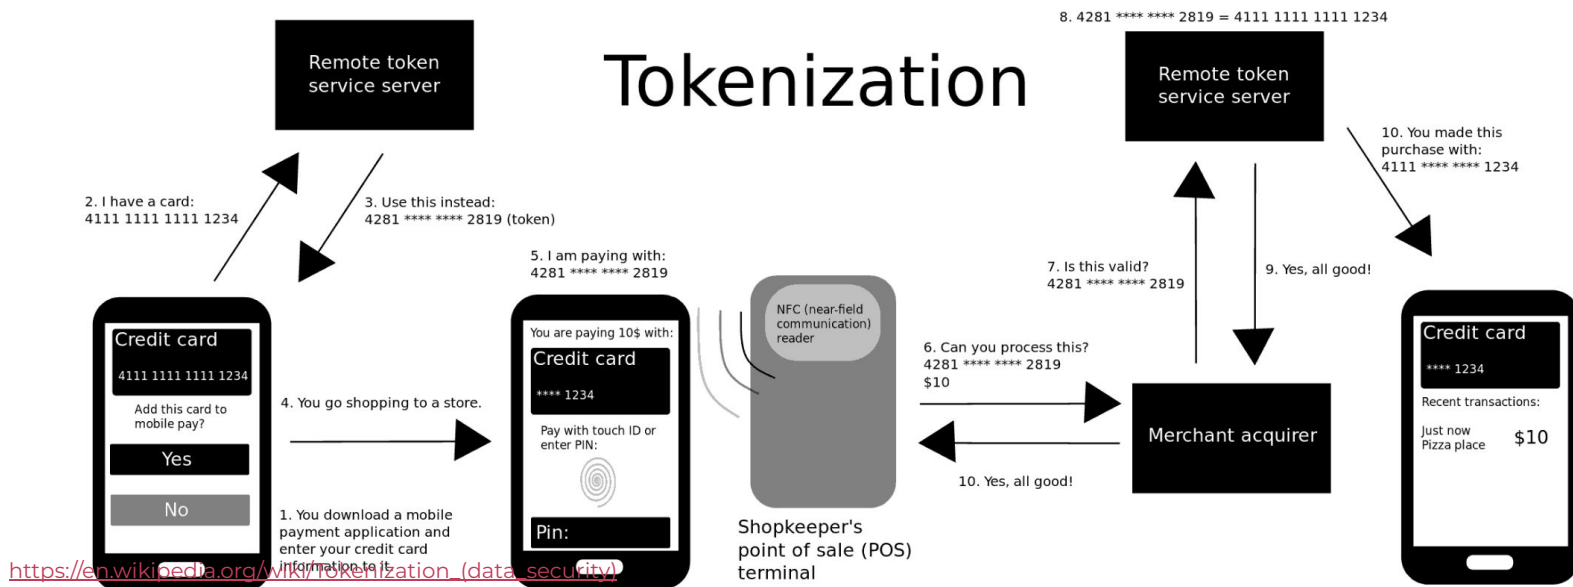 8. 4281 **** **** 2819 = 4111 1111 1111 1234
Remote token
service server
Tokenization
Remote token
service server
10. You made this
purchase with:
4111 **** **** 1234
2. I have a card:
4111 1111 1111 1234
3. Use this instead:
4281 **** **** 2819 (token)
5. I am paying with:
4281 **** **** 2819
7. Is this valid?
4281 **** **** 2819
9. Yes, all good!
Credit card
4111 1111 1111 1234
Add this card to
mobile pay?
Yes
No
4. You go shopping to a store.
1. You download a mobile
payment application and
enter your credit card
information to it.
You are paying 10$ with:
Credit card
**** 1234
Pay with touch ID or
enter PIN:
Pin:
NFC (near-field
communication)
reader
Shopkeeper's
point of sale (POS)
terminal
6. Can you process this?
4281 **** **** 2819
$10
10. Yes, all good!
Merchant acquirer
Credit card
**** 1234
Recent transactions:
Just now
Pizza place
$10
https://en.wikipedia.org/wiki/Tokenization_(data_security)